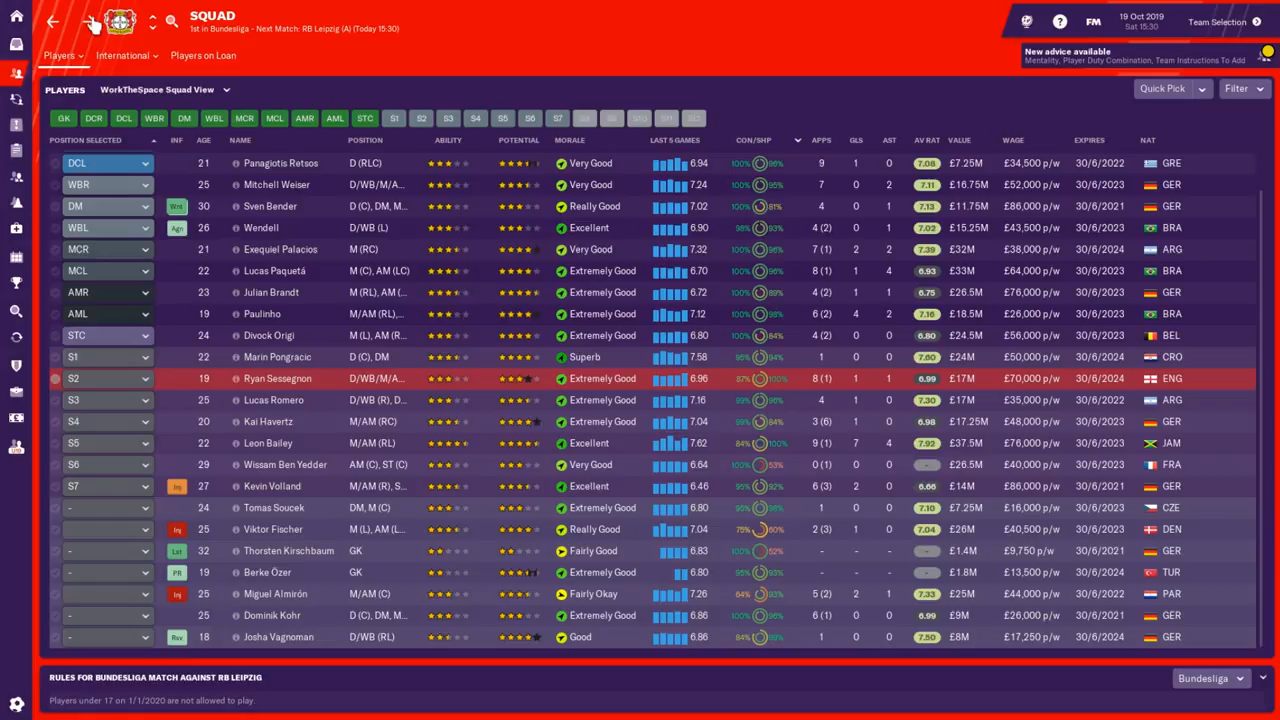 SQUAD
1st in Bundesliga - Next Match: RB Leipzig (A) (Today 15:30)
FM
19 Oct 2019
Sat 15:30
Team Selection
Players
International
Players on Loan
New advice available
Mentality, Player Duty Combination, Team Instructions To Add
PLAYERS
WorkTheSpace Squad View
Quick Pick
Filter
GK DCR DCL WBR DM WBL MCR MCL AMR AML STC S1 S2 S3 S4 S5 S6 S7
POSITION SELECTED INF AGE NAME POSITION ABILITY POTENTIAL MORALE LAST 5 GAMES CON/SHP APPS GLS AST AV RAT VALUE WAGE EXPIRES NAT
DCL 21 Panagiotis Retsos D (RLC) Very Good 6.94 100% 96% 9 1 0 7.08 £7.25M £34,500 p/w 30/6/2022 GRE
WBR 25 Mitchell Weiser D/WB/M/A... Very Good 7.24 100% 95% 7 0 2 7.11 £16.75M £52,000 p/w 30/6/2023 GER
DM Wnt 30 Sven Bender D (C), DM, M... Really Good 7.02 100% 81% 4 0 1 7.13 £11.75M £86,000 p/w 30/6/2021 GER
WBL Agn 26 Wendell D/WB (L) Excellent 6.90 98% 93% 4 (2) 0 1 7.02 £15.25M £43,500 p/w 30/6/2022 BRA
MCR 21 Exequiel Palacios M (RC) Very Good 7.32 100% 96% 7 (1) 2 2 7.39 £32M £38,000 p/w 30/6/2024 ARG
MCL 22 Lucas Paquetá M (C), AM (LC) Extremely Good 6.70 100% 96% 8 (1) 1 4 6.93 £33M £64,000 p/w 30/6/2024 BRA
AMR 23 Julian Brandt M (RL), AM (... Extremely Good 6.72 100% 89% 4 (2) 1 1 6.75 £26.5M £76,000 p/w 30/6/2023 GER
AML 19 Paulinho M/AM (RL)... Extremely Good 7.12 100% 98% 6 (2) 4 2 7.16 £18.5M £56,000 p/w 30/6/2023 BRA
STC 24 Divock Origi M (L), AM (R... Extremely Good 6.80 100% 84% 4 (2) 0 1 6.80 £24.5M £56,000 p/w 30/6/2023 BEL
S1 22 Marin Pongracic D (C), DM Superb 7.58 95% 94% 1 0 0 7.60 £24M £50,000 p/w 30/6/2024 CRO
S2 19 Ryan Sessegnon D/WB/M/A... Extremely Good 6.96 87% 100% 8 (1) 1 1 6.99 £17M £70,000 p/w 30/6/2024 ENG
S3 25 Lucas Romero D/WB (R), D... Extremely Good 7.16 99% 96% 4 1 0 7.30 £17M £35,000 p/w 30/6/2022 ARG
S4 20 Kai Havertz M/AM (RC) Extremely Good 7.04 99% 84% 3 (6) 1 0 6.98 £17.25M £48,000 p/w 30/6/2023 GER
S5 22 Leon Bailey M/AM (RL) Excellent 7.62 84% 100% 9 (1) 7 4 7.92 £37.5M £76,000 p/w 30/6/2023 JAM
S6 29 Wissam Ben Yedder AM (C), ST (C) Very Good 6.64 100% 53% 0 (1) 0 0 - £26.5M £40,000 p/w 30/6/2023 FRA
S7 Inj 27 Kevin Volland M/AM (R), S... Excellent 6.46 95% 92% 6 (3) 2 0 6.66 £14M £86,000 p/w 30/6/2021 GER
- 24 Tomas Soucek DM, M (C) Extremely Good 6.80 95% 98% 1 0 0 7.10 £7.25M £16,000 p/w 30/6/2023 CZE
Inj 25 Viktor Fischer M (L), AM (L... Really Good 7.04 75% 60% 2 (3) 1 0 7.04 £26M £40,500 p/w 30/6/2023 DEN
- Lst 32 Thorsten Kirschbaum GK Fairly Good 6.83 100% 52% - - - - £1.4M £9,750 p/w 30/6/2021 GER
- PR 19 Berke Özer GK Extremely Good 6.80 95% 93% - - - - £1.8M £13,500 p/w 30/6/2024 TUR
- Inj 25 Miguel Almirón M/AM (C) Fairly Okay 7.26 64% 93% 5 (2) 2 1 7.33 £25M £44,000 p/w 30/6/2023 PAR
- 25 Dominik Kohr D (C), DM, M... Extremely Good 6.86 100% 96% 6 (1) 0 0 6.99 £9M £26,000 p/w 30/6/2021 GER
- Rsv 18 Josha Vagnoman D/WB (RL) Good 6.86 84% 99% 1 0 0 7.50 £8M £17,250 p/w 30/6/2024 GER
RULES FOR BUNDESLIGA MATCH AGAINST RB LEIPZIG
Bundesliga
Players under 17 on 1/1/2020 are not allowed to play.